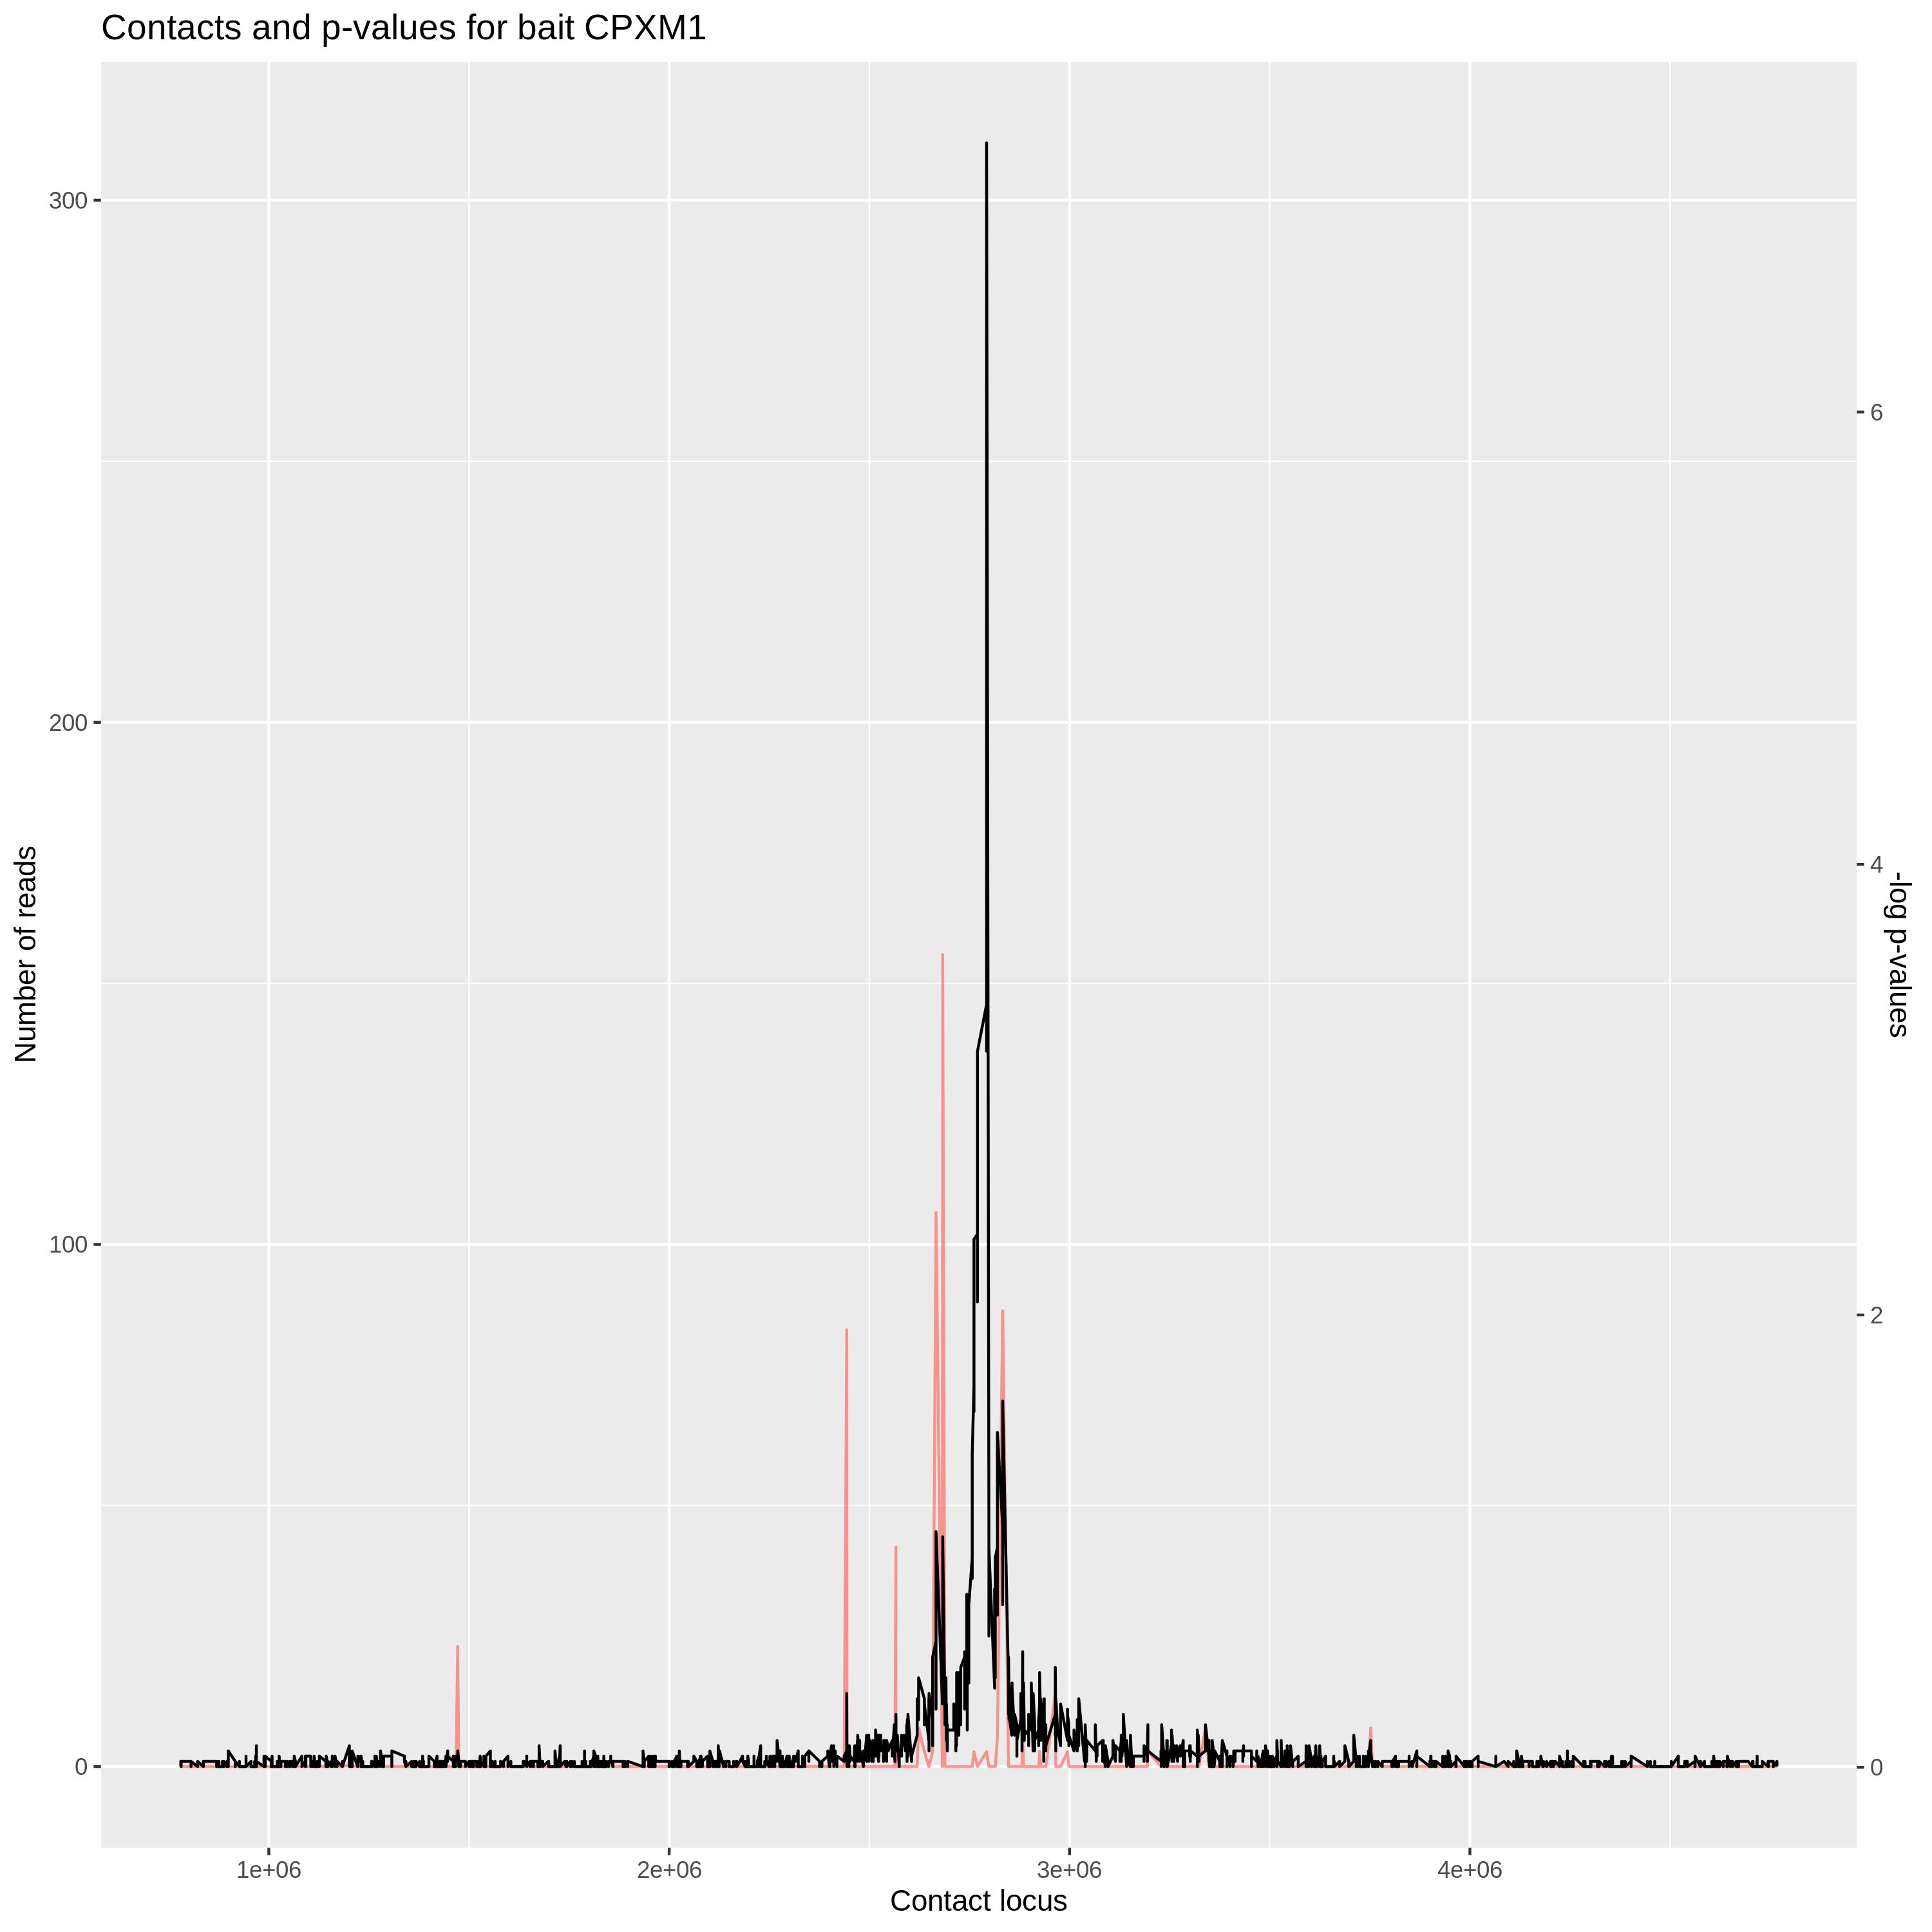 Contacts and p-values for bait CPXM1
300
200
100
0
Number of reads
6
4
2
0
-log p-values
1e+06
2e+06
3e+06
4e+06
Contact locus